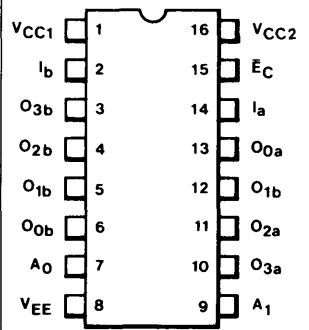 VCC1 1 16 VCC2
Ib 2 15 ĒC
O3b 3 14 Ia
O2b 4 13 O0a
O1b 5 12 O1b
O0b 6 11 O2a
A0 7 10 O3a
VEE 8 9 A1